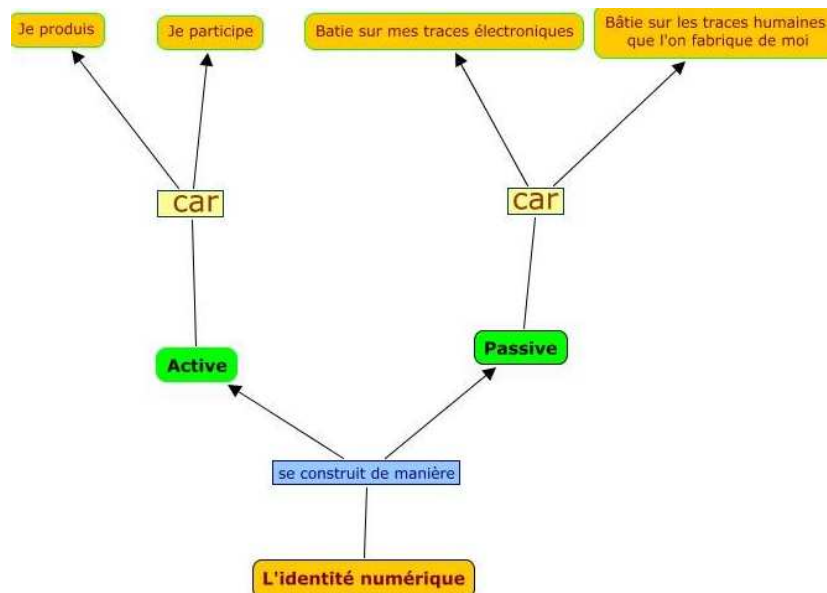 Je produis
Je participe
Batie sur mes traces électroniques
Bâtie sur les traces humaines
que l'on fabrique de moi
car
car
Active
Passive
se construit de manière
L'identité numérique